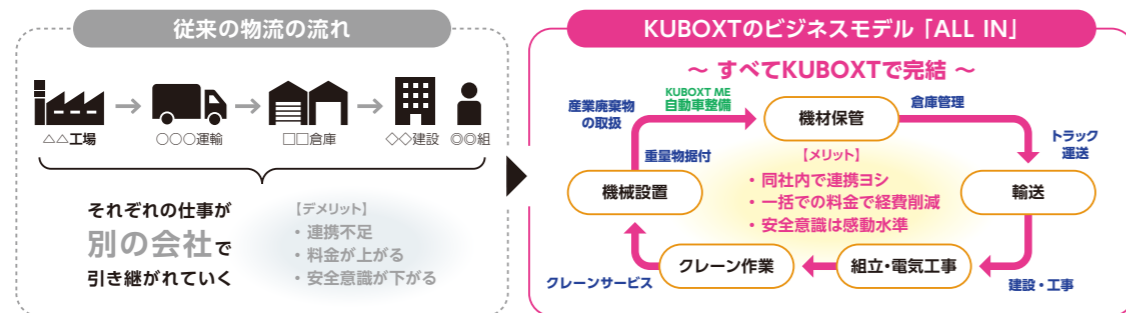 従来の物流の流れ
△△工場
○○○運輸
□□倉庫
◇◇建設
◎◎組
それぞれの仕事が
別の会社で
引き継がれていく
【デメリット】
・連携不足
・料金が上がる
・安全意識が下がる
KUBOXTのビジネスモデル「ALL IN」
～ すべてKUBOXTで完結 ～
産業廃棄物
の取扱
KUBOXT ME
自動車整備
機材保管
倉庫管理
トラック
運送
輸送
建設・工事
組立・電気工事
クレーン作業
クレーンサービス
機械設置
重量物据付
【メリット】
・同社内で連携ヨシ
・一括での料金で経費削減
・安全意識は感動水準